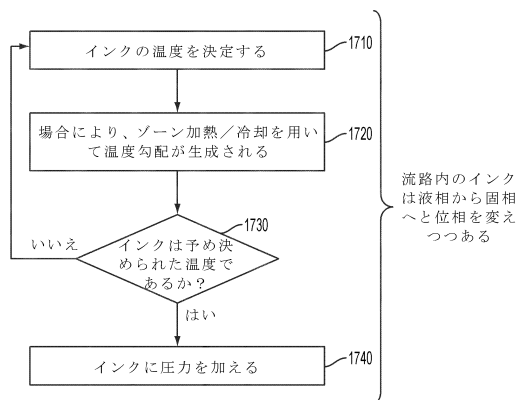 インクの温度を決定する
1710
場合により、ゾーン加熱／冷却を用い
て温度勾配が生成される
1720
インクは予め決
められた温度で
あるか？
1730
いいえ
はい
インクに圧力を加える
1740
流路内のインク
は液相から固相
へと位相を変え
つつある